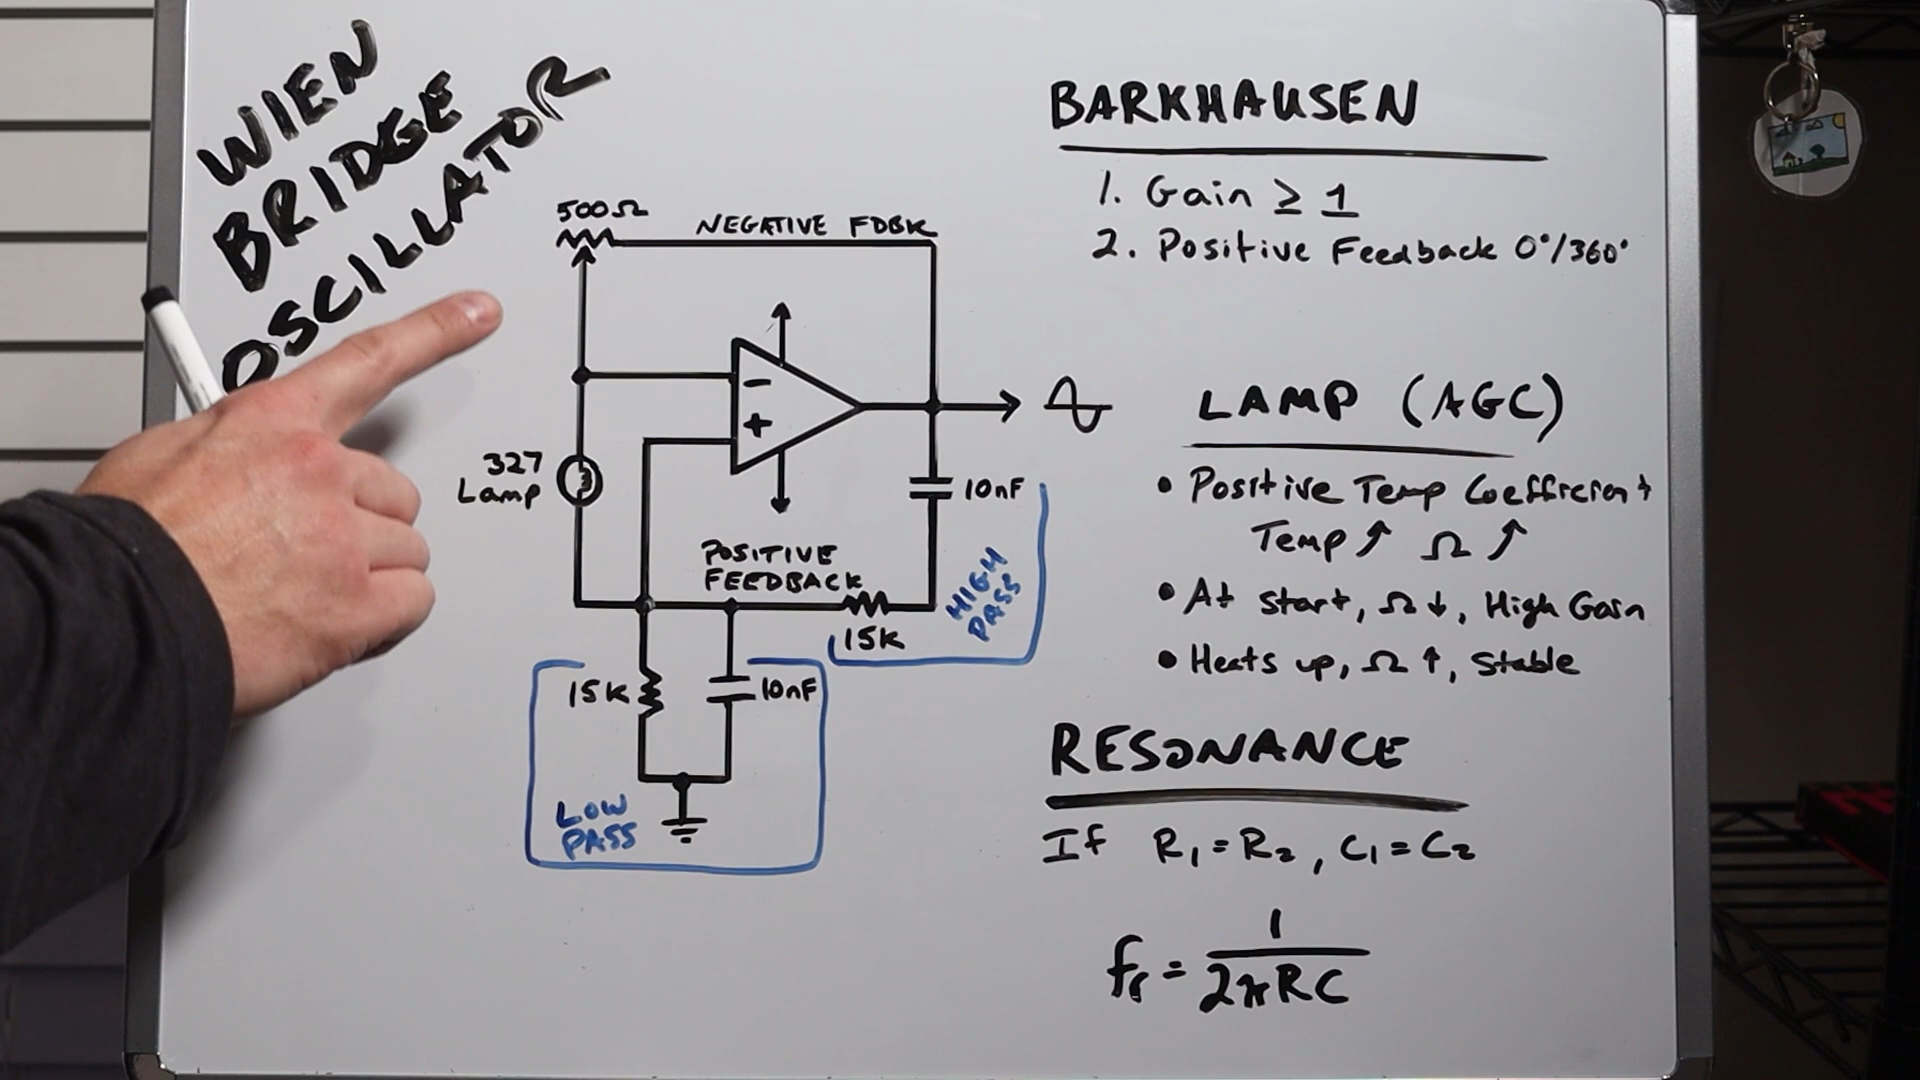 WIEN
BRIDGE
OSCILLATOR
500Ω
NEGATIVE FDBK
-
+
327
Lamp
10nF
POSITIVE
FEEDBACK
15K
HIGH
PASS
15K
10nF
LOW
PASS
BARKHAUSEN
1. Gain ≥ 1
2. Positive Feedback 0°/360°
LAMP (AGC)
• Positive Temp Coefficient
Temp ↑ Ω ↑
• At start, Ω ↓, High Gain
• Heats up, Ω ↑, Stable
RESONANCE
If R₁ = R₂, C₁ = C₂
fr = 1 / 2πRC